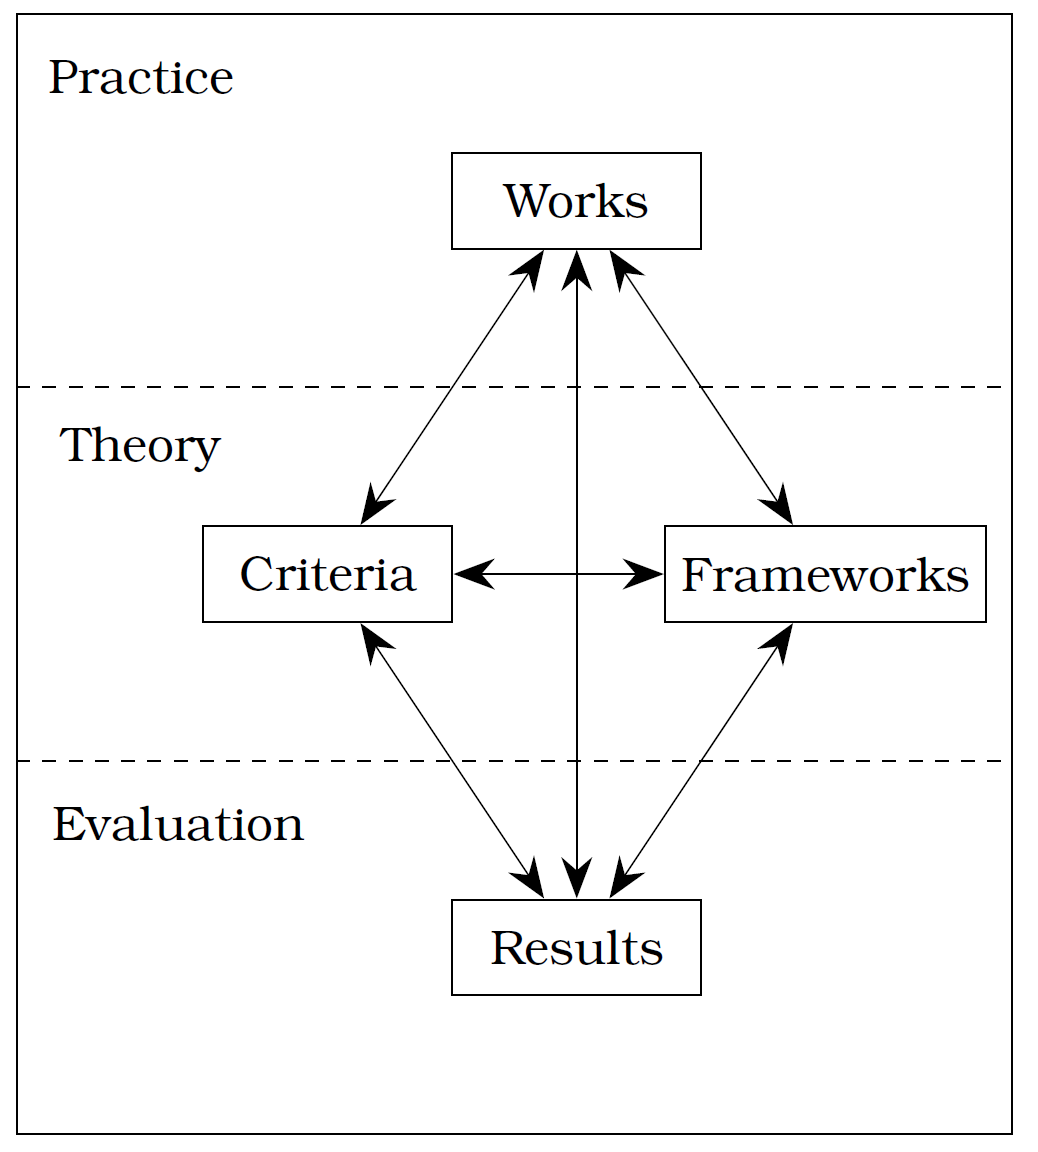 Practice
Works
Theory
Criteria
Frameworks
Evaluation
Results